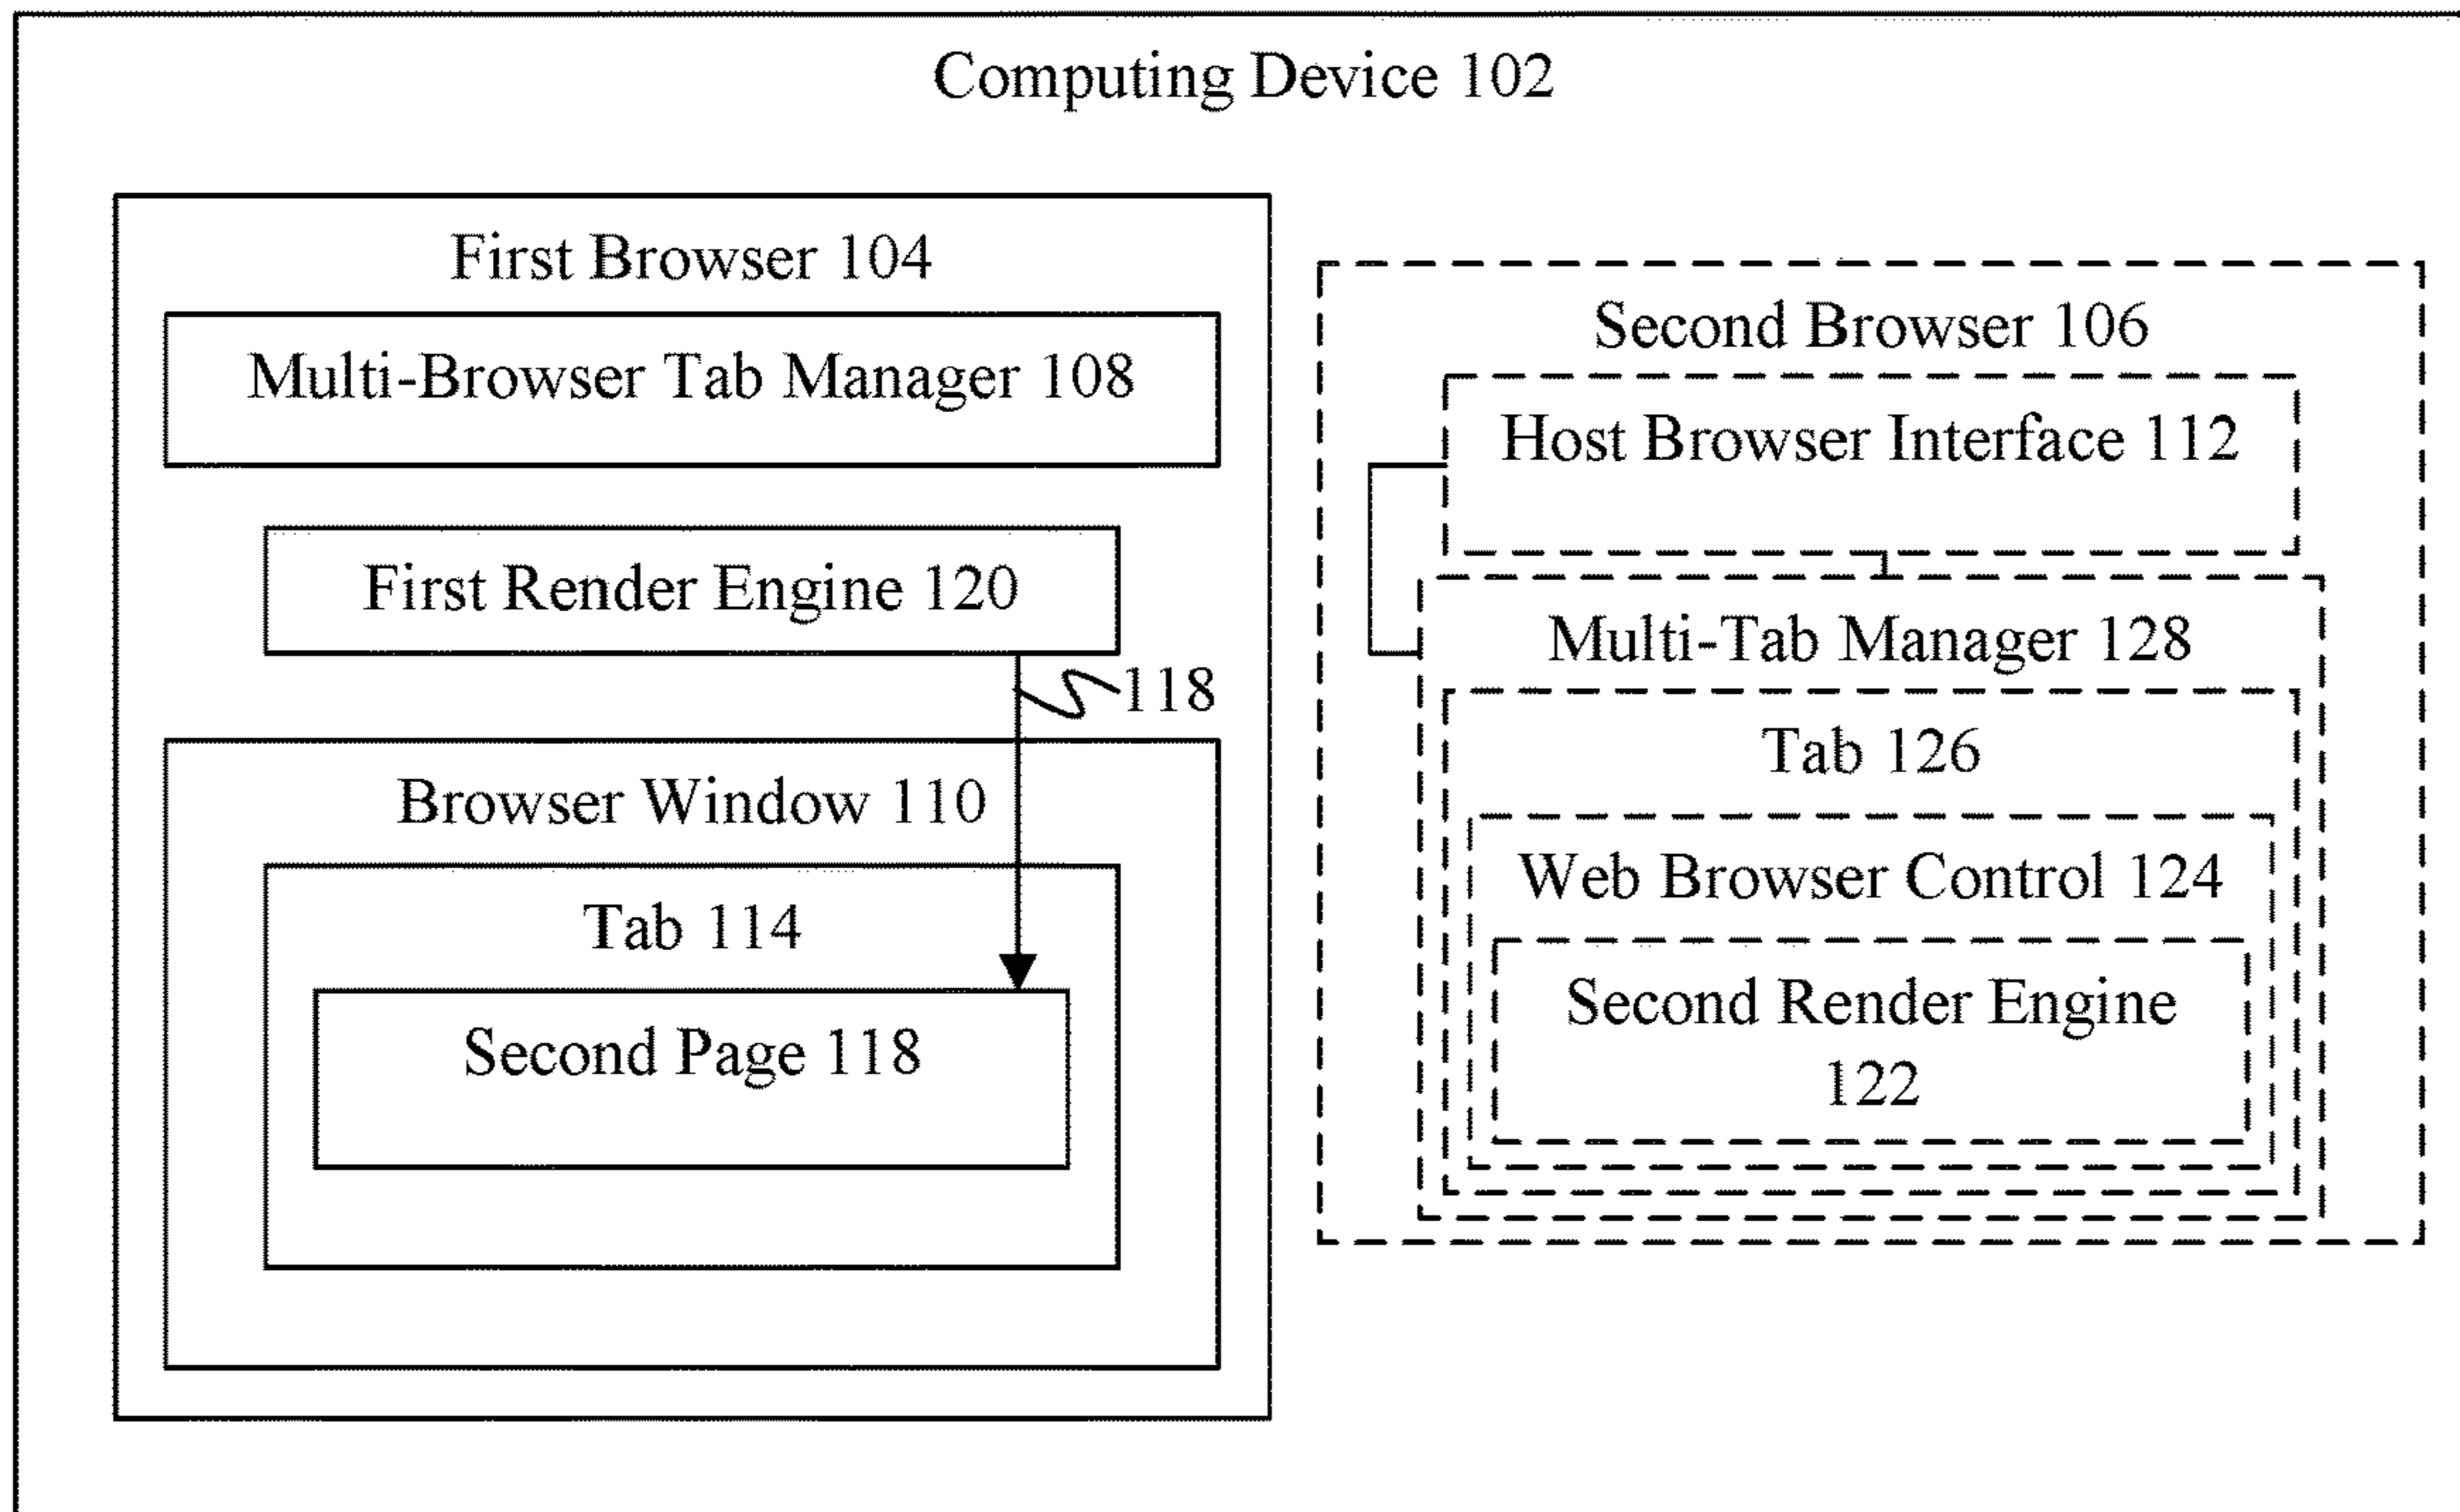 Computing Device 102
First Browser 104
Multi-Browser Tab Manager 108
First Render Engine 120
118
Browser Window 110
Tab 114
Second Page 118
Second Browser 106
Host Browser Interface 112
Multi-Tab Manager 128
Tab 126
Web Browser Control 124
Second Render Engine
122